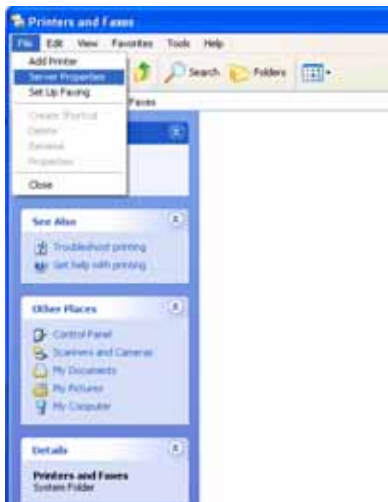 Printers and Faxes
File Edit View Favorites Tools Help
Add Printer
Server Properties
Set Up Faxing
Create Shortcut
Delete
Rename
Properties
Close
Search Folders
Faxes
See Also
Troubleshoot printing
Get help with printing
Other Places
Control Panel
Scanners and Cameras
My Documents
My Pictures
My Computer
Details
Printers and Faxes
System Folder